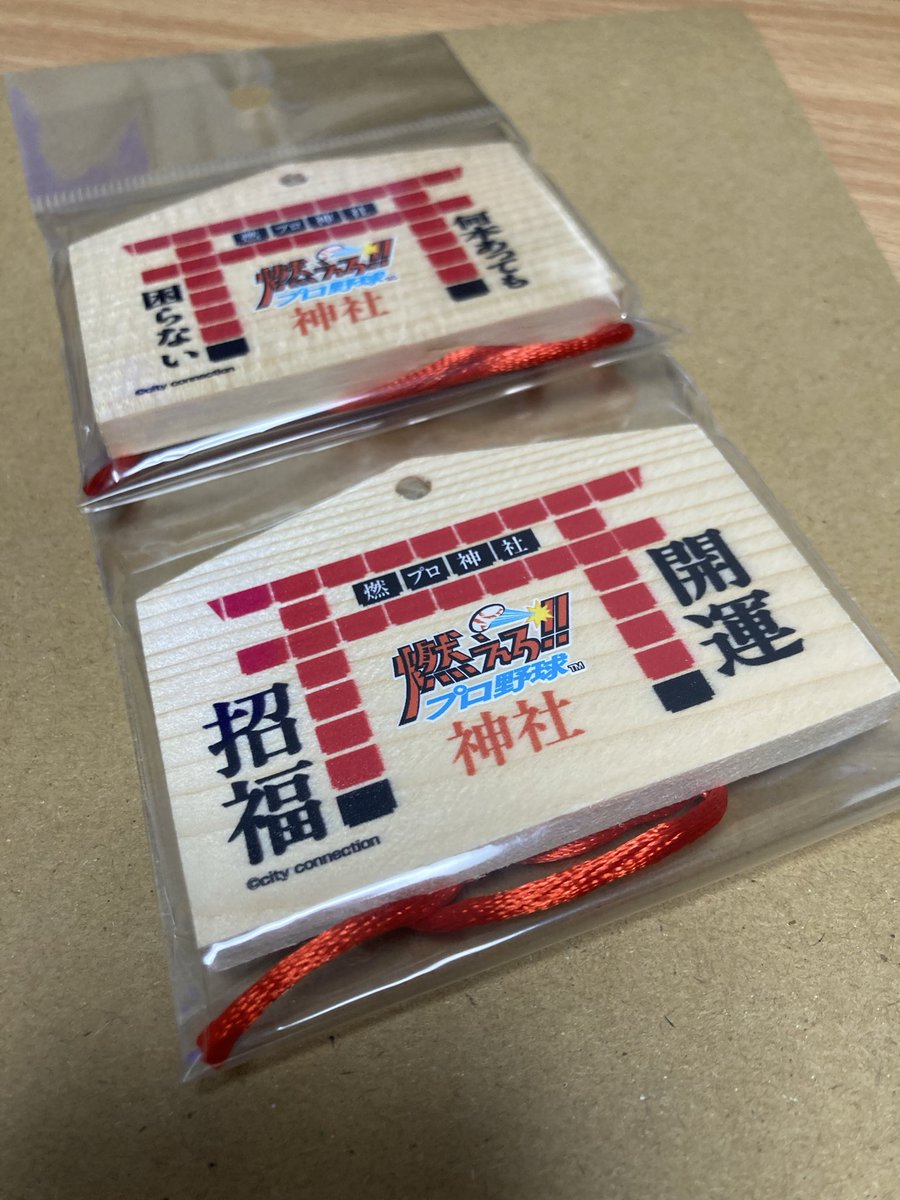 燃プロ神社
何本あっても
燃えろ!!
プロ野球
神社
困らない
©city connection
燃プロ神社
開運
燃えろ!!
プロ野球™
神社
招福
©city connection